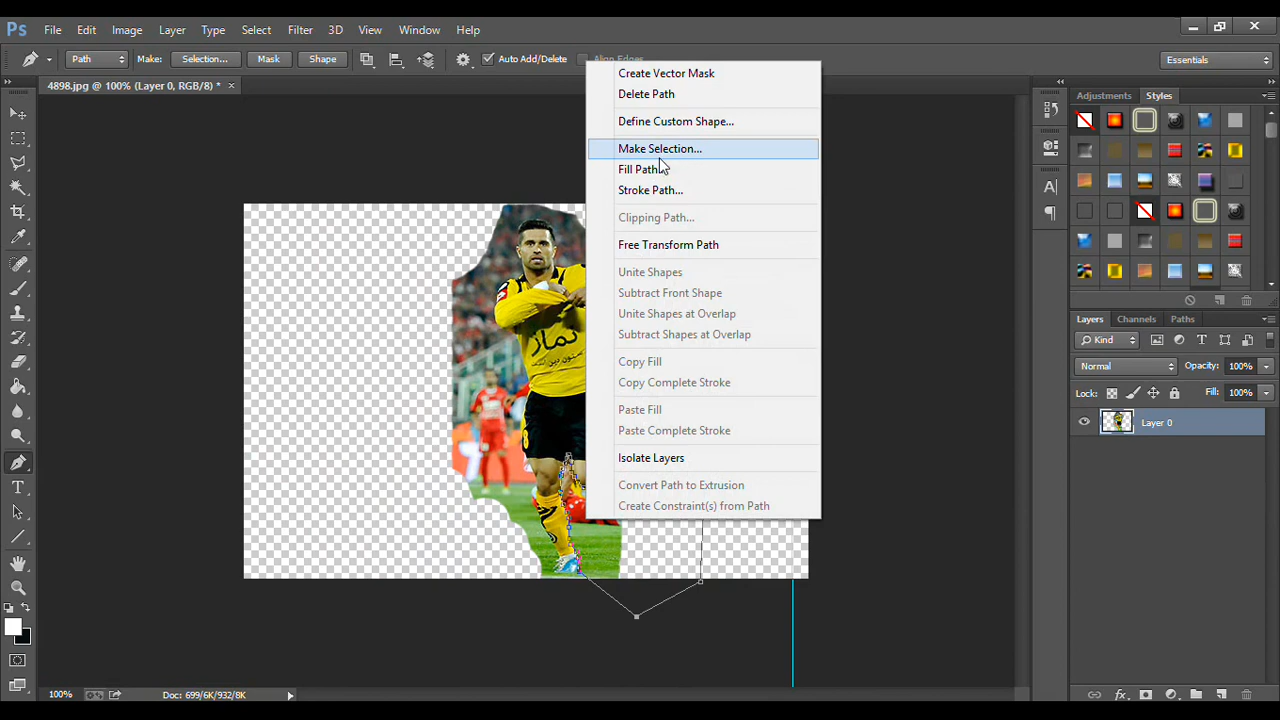 Ps File Edit Image Layer Type Select Filter 3D View Window Help
Path Make: Selection... Mask Shape Auto Add/Delete Align Edges Essentials
4898.jpg @ 100% (Layer 0, RGB/8) * ×
Create Vector Mask
Delete Path
Define Custom Shape...
Make Selection...
Fill Path
Stroke Path...
Clipping Path...
Free Transform Path
Unite Shapes
Subtract Front Shape
Unite Shapes at Overlap
Subtract Shapes at Overlap
Copy Fill
Copy Complete Stroke
Paste Fill
Paste Complete Stroke
Isolate Layers
Convert Path to Extrusion
Create Constraint(s) from Path
Adjustments Styles
Layers Channels Paths
Kind
Normal Opacity: 100%
Lock: Fill: 100%
Layer 0
fx
100% Doc: 699/6K/932/8K